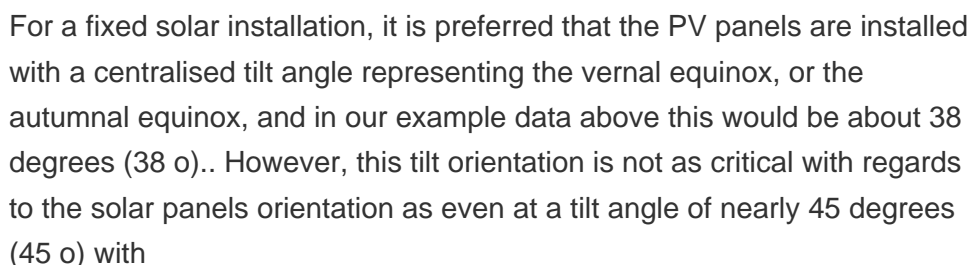 For a fixed solar installation, it is preferred that the PV panels are installed
with a centralised tilt angle representing the vernal equinox, or the
autumnal equinox, and in our example data above this would be about 38
degrees (38 o).. However, this tilt orientation is not as critical with regards
to the solar panels orientation as even at a tilt angle of nearly 45 degrees
(45 o) with